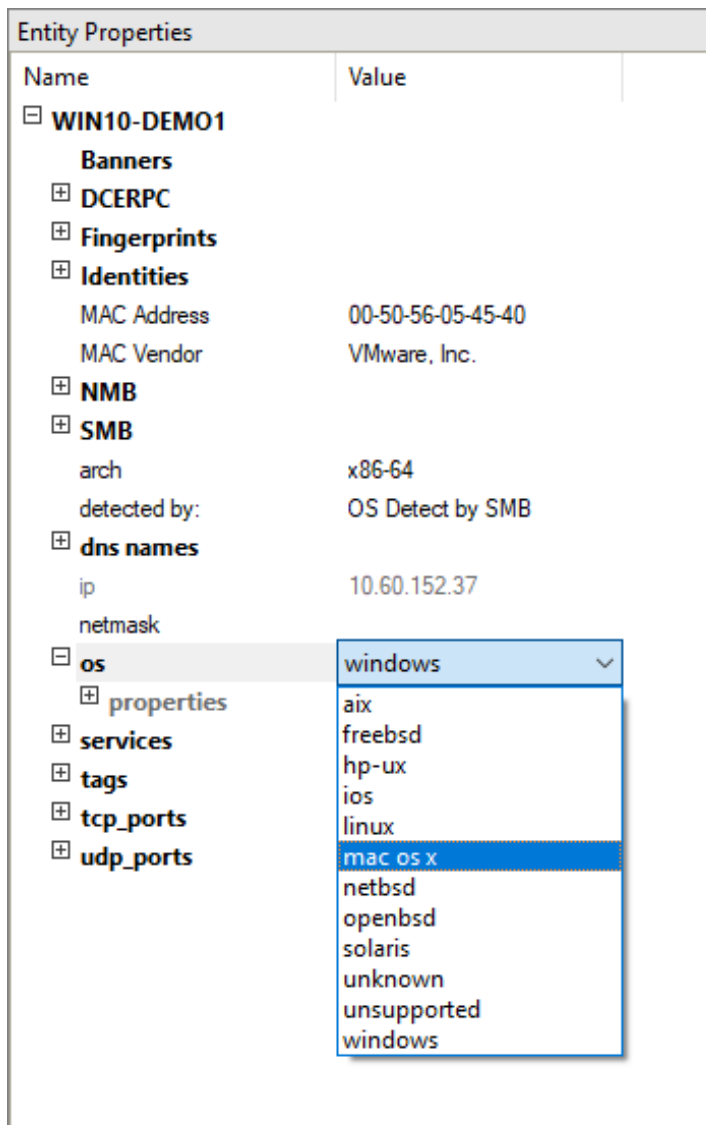 Entity Properties
Name Value
WIN10-DEMO1
Banners
DCERPC
Fingerprints
Identities
MAC Address 00-50-56-05-45-40
MAC Vendor VMware, Inc.
NMB
SMB
arch x86-64
detected by: OS Detect by SMB
dns names
ip 10.60.152.37
netmask
os windows
properties aix
freebsd
services hp-ux
tags ios
tcp_ports linux
udp_ports mac os x
netbsd
openbsd
solaris
unknown
unsupported
windows